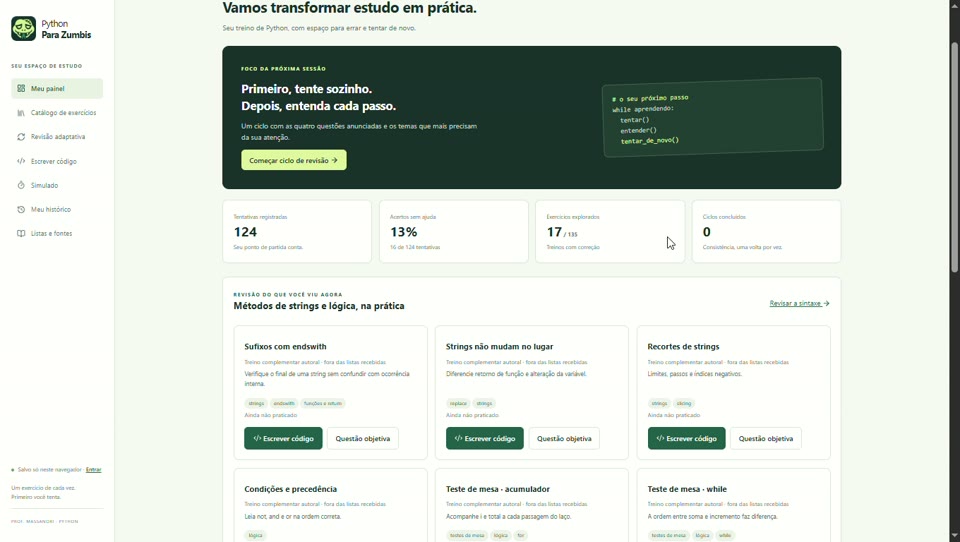 Python
Para Zumbis
SEU ESPAÇO DE ESTUDO
Meu painel
Catálogo de exercícios
Revisão adaptativa
Escrever código
Simulado
Meu histórico
Listas e fontes
Salvo só neste navegador · Entrar
Um exercício de cada vez.
Primeiro você tenta.
PROF. MASSANORI · PYTHON
Vamos transformar estudo em prática.
Seu treino de Python, com espaço para errar e tentar de novo.
FOCO DA PRÓXIMA SESSÃO
Primeiro, tente sozinho.
Depois, entenda cada passo.
Um ciclo com as quatro questões anunciadas e os temas que mais precisam
da sua atenção.
Começar ciclo de revisão →
# o seu próximo passo
while aprendendo:
tentar()
entender()
tentar_de_novo()
Tentativas registradas
124
Seu ponto de partida conta.
Acertos sem ajuda
13%
16 de 124 tentativas
Exercícios explorados
17 / 135
Treinos com correção
Ciclos concluídos
0
Consistência, uma volta por vez.
REVISÃO DO QUE VOCÊ VIU AGORA
Métodos de strings e lógica, na prática
Revisar a sintaxe →
Sufixos com endswith
Treino complementar autoral · fora das listas recebidas
Verifique o final de uma string sem confundir com ocorrência
interna.
strings endswith funções e return
Ainda não praticado
</> Escrever código Questão objetiva
Strings não mudam no lugar
Treino complementar autoral · fora das listas recebidas
Diferencie retorno de função e alteração da variável.
replace strings
Ainda não praticado
</> Escrever código Questão objetiva
Recortes de strings
Treino complementar autoral · fora das listas recebidas
Limites, passos e índices negativos.
strings slicing
Ainda não praticado
</> Escrever código Questão objetiva
Condições e precedência
Treino complementar autoral · fora das listas recebidas
Leia not, and e or na ordem correta.
lógica
Teste de mesa · acumulador
Treino complementar autoral · fora das listas recebidas
Acompanhe i e total a cada passagem do laço.
testes de mesa lógica for
Teste de mesa · while
Treino complementar autoral · fora das listas recebidas
A ordem entre soma e incremento faz diferença.
testes de mesa lógica while